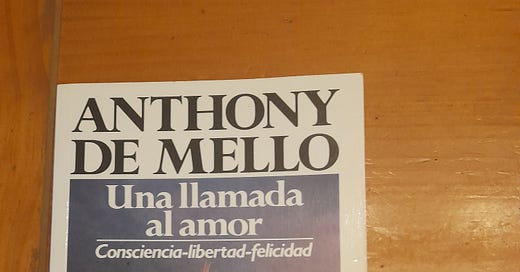 ANTHONY
DE MELLO
Una llamada
al amor
Consciencia-libertad-felicidad